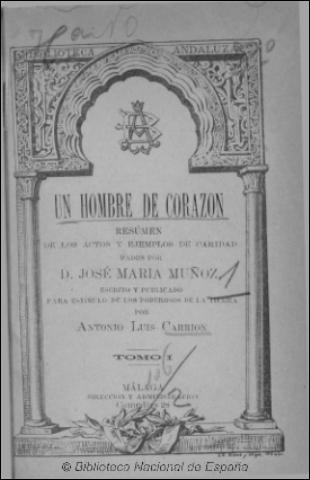 BIBLIOTECA ANDALUZA
UN HOMBRE DE CORAZON
RESÚMEN
DE LOS ACTOS Y EJEMPLOS DE CARIDAD
DADOS POR
D. JOSÉ MARIA MUÑOZ
ESCRITO Y PUBLICADO
PARA ESTÍMULO DE LOS PODEROSOS DE LA TIERRA
POR
ANTONIO LUIS CARRION
TOMO I
MÁLAGA
DIRECCION Y ADMINISTRACION
© Biblioteca Nacional de España